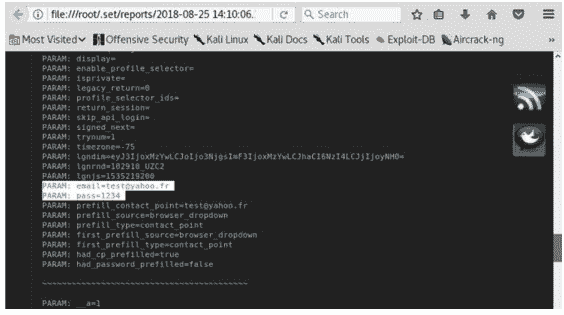 file:///root/.set/reports/2018-08-25 14:10:06.
Search
Most Visited
Offensive Security
Kali Linux
Kali Docs
Kali Tools
Exploit-DB
Aircrack-ng
PARAM: display=
PARAM: enable_profile_selector=
PARAM: isprivate=
PARAM: legacy_return=0
PARAM: profile_selector_ids=
PARAM: return_session=
PARAM: skip_api_login=
PARAM: signed_next=
PARAM: trynum=1
PARAM: timezone=-75
PARAM: lgnrnd=102910_UZC2
PARAM: lgnjs=1535219200
PARAM: email=test@yahoo.fr
PARAM: pass=1234
PARAM: prefill_contact_point=test@yahoo.fr
PARAM: prefill_source=browser_dropdown
PARAM: prefill_type=contact_point
PARAM: first_prefill_source=browser_dropdown
PARAM: first_prefill_type=contact_point
PARAM: had_cp_prefilled=true
PARAM: had_password_prefilled=false
PARAM: __a=1